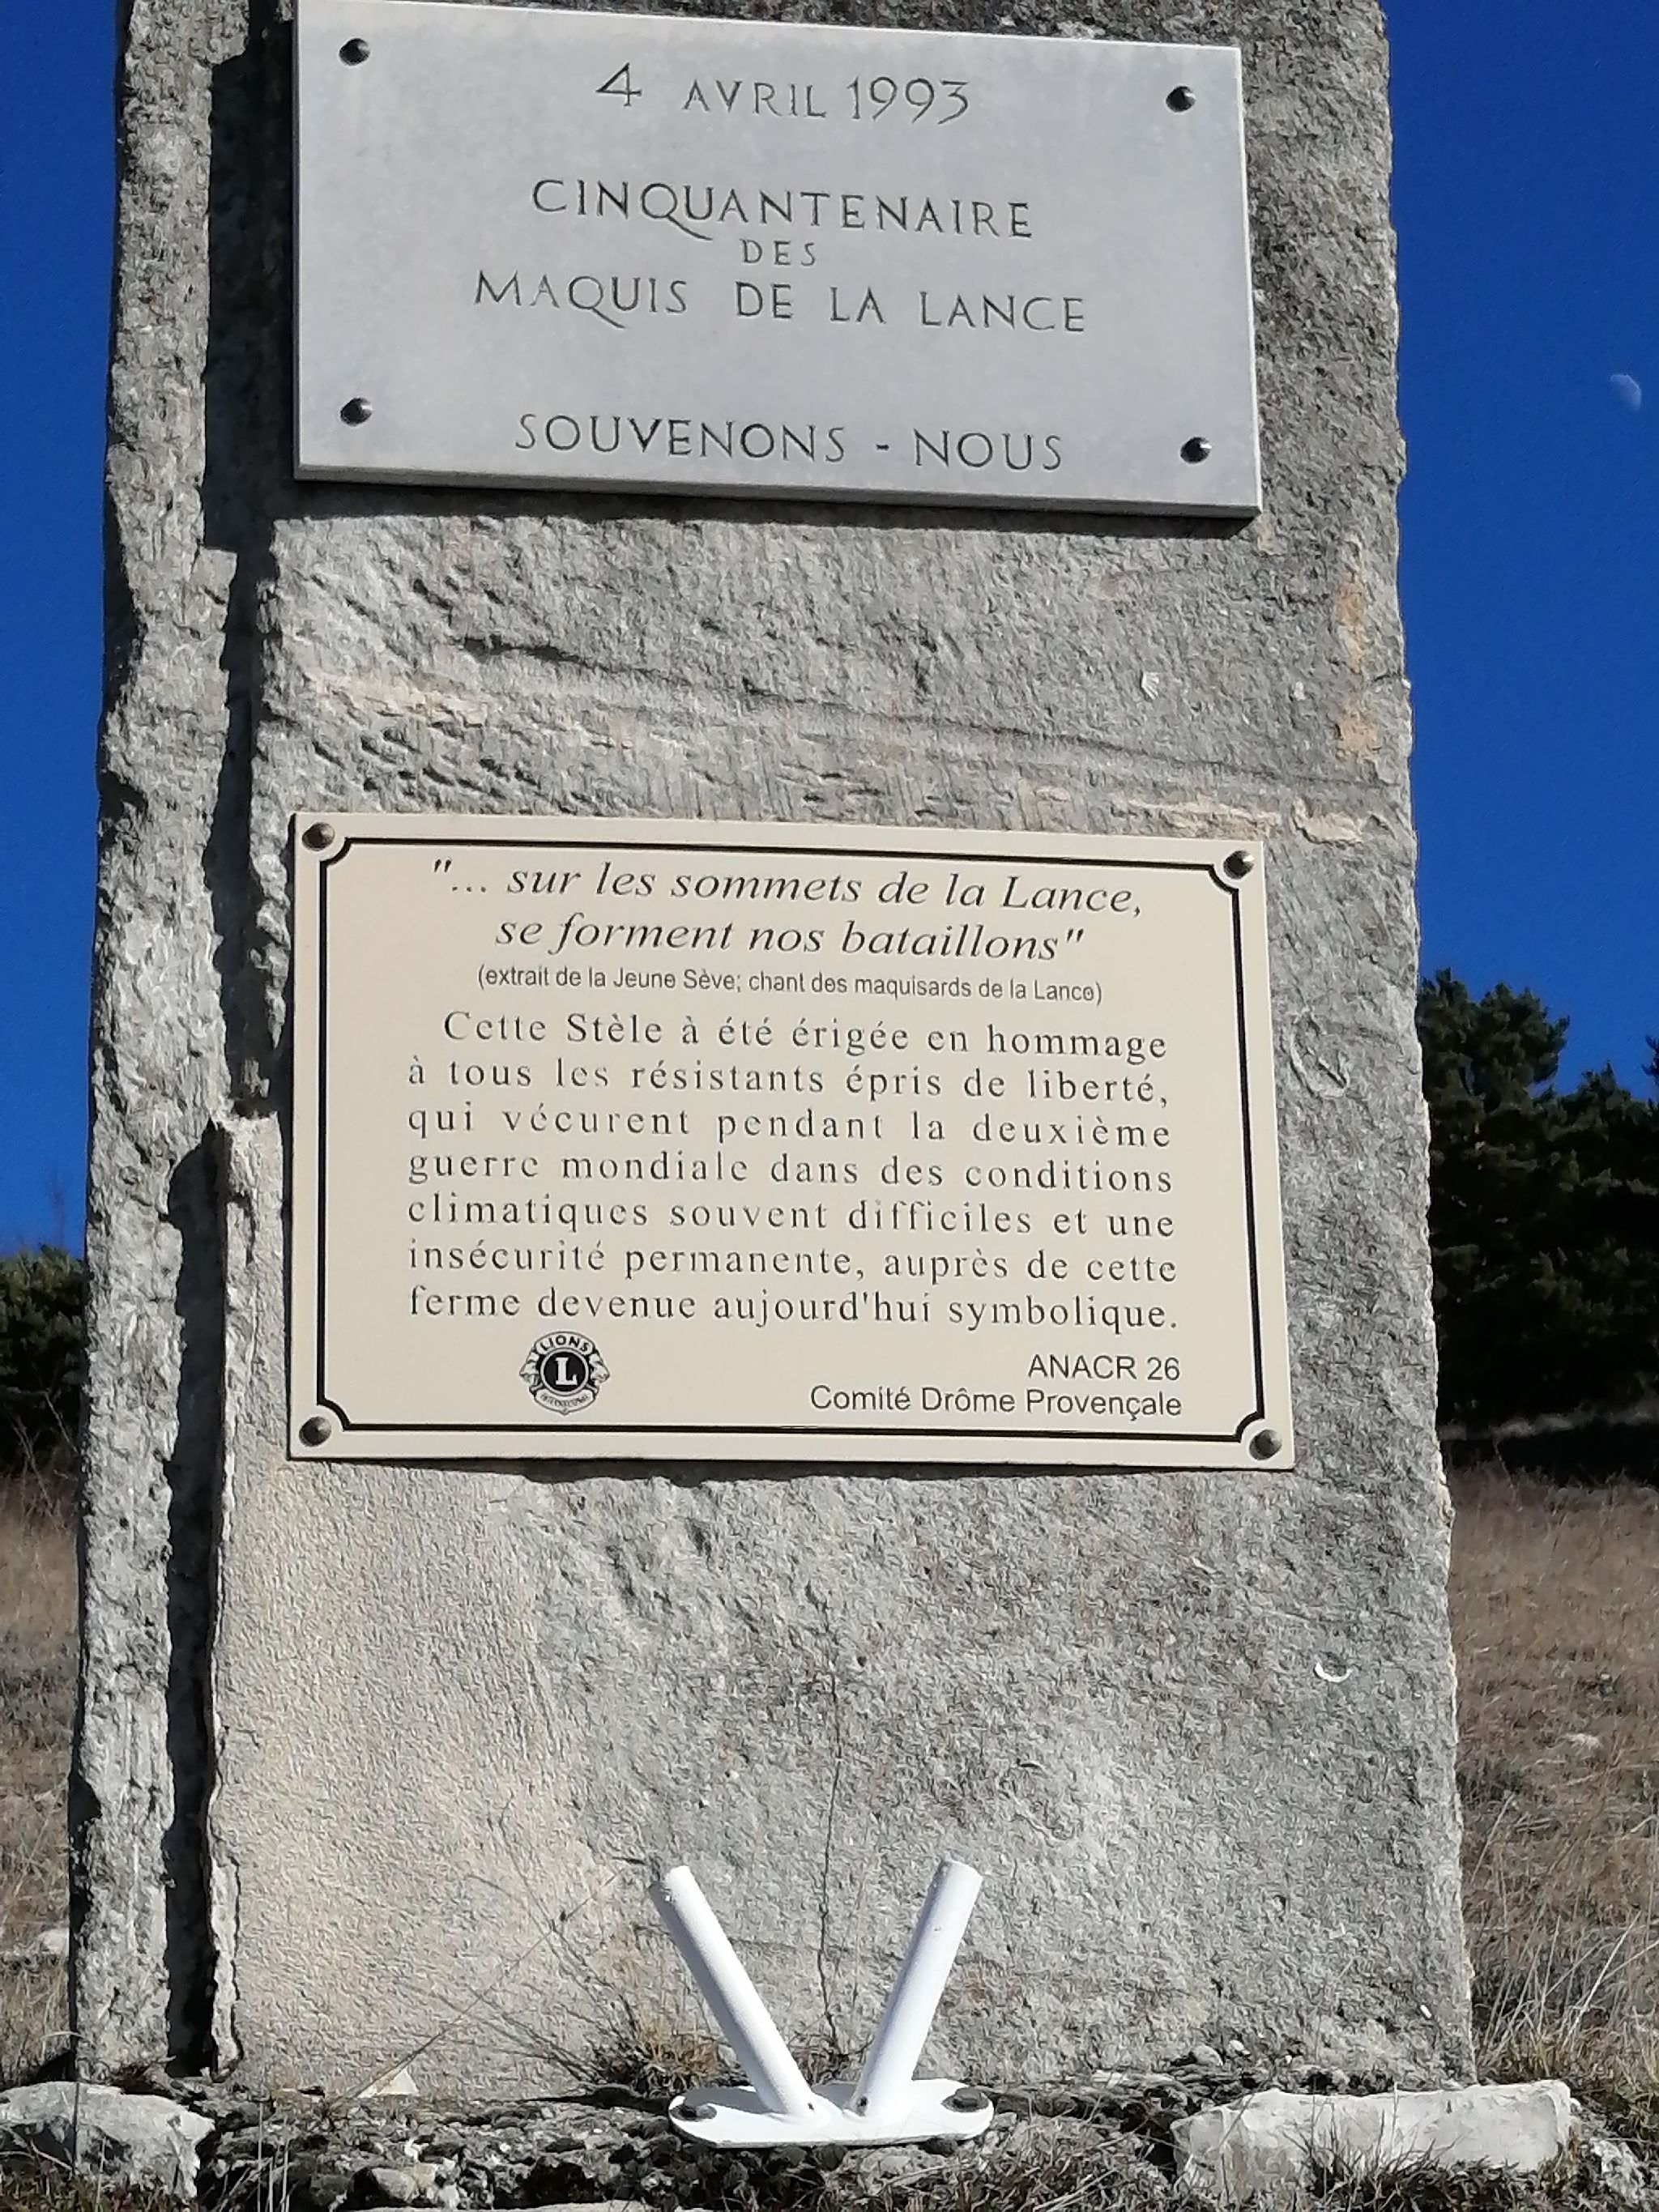 4 AVRIL 1993
CINQUANTENAIRE
DES
MAQUIS DE LA LANCE
SOUVENONS - NOUS
"... sur les sommets de la Lance,
se forment nos bataillons"
(extrait de la Jeune Sève; chant des maquisards de la Lance)
Cette Stèle à été érigée en hommage
à tous les résistants épris de liberté,
qui vécurent pendant la deuxième
guerre mondiale dans des conditions
climatiques souvent difficiles et une
insécurité permanente, auprès de cette
ferme devenue aujourd'hui symbolique.
LIONS
L
INTERNATIONAL
ANACR 26
Comité Drôme Provençale